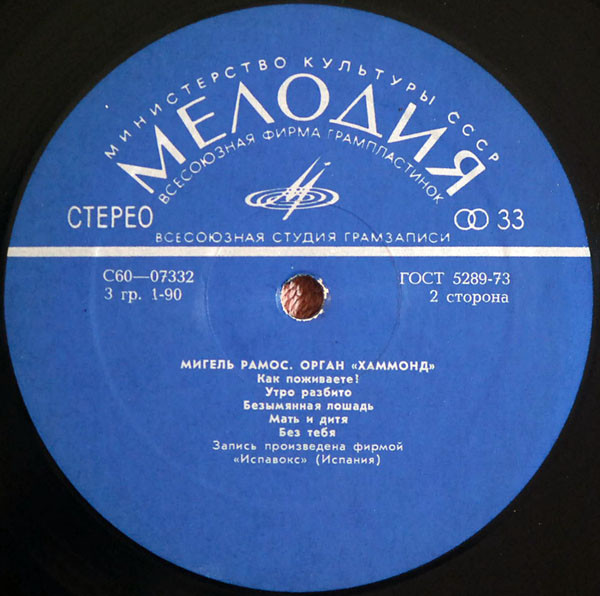 МИНИСТЕРСТВО КУЛЬТУРЫ СССР
МЕЛОДИЯ
ВСЕСОЮЗНАЯ ФИРМА ГРАМПЛАСТИНОК
СТЕРЕО
33
ВСЕСОЮЗНАЯ СТУДИЯ ГРАМЗАПИСИ
С60—07332
3 гр. 1-90
ГОСТ 5289-73
2 сторона
МИГЕЛЬ РАМОС. ОРГАН «ХАММОНД»
Как поживаете!
Утро разбито
Безымянная лошадь
Мать и дитя
Без тебя
Запись произведена фирмой
«Испавокс» (Испания)